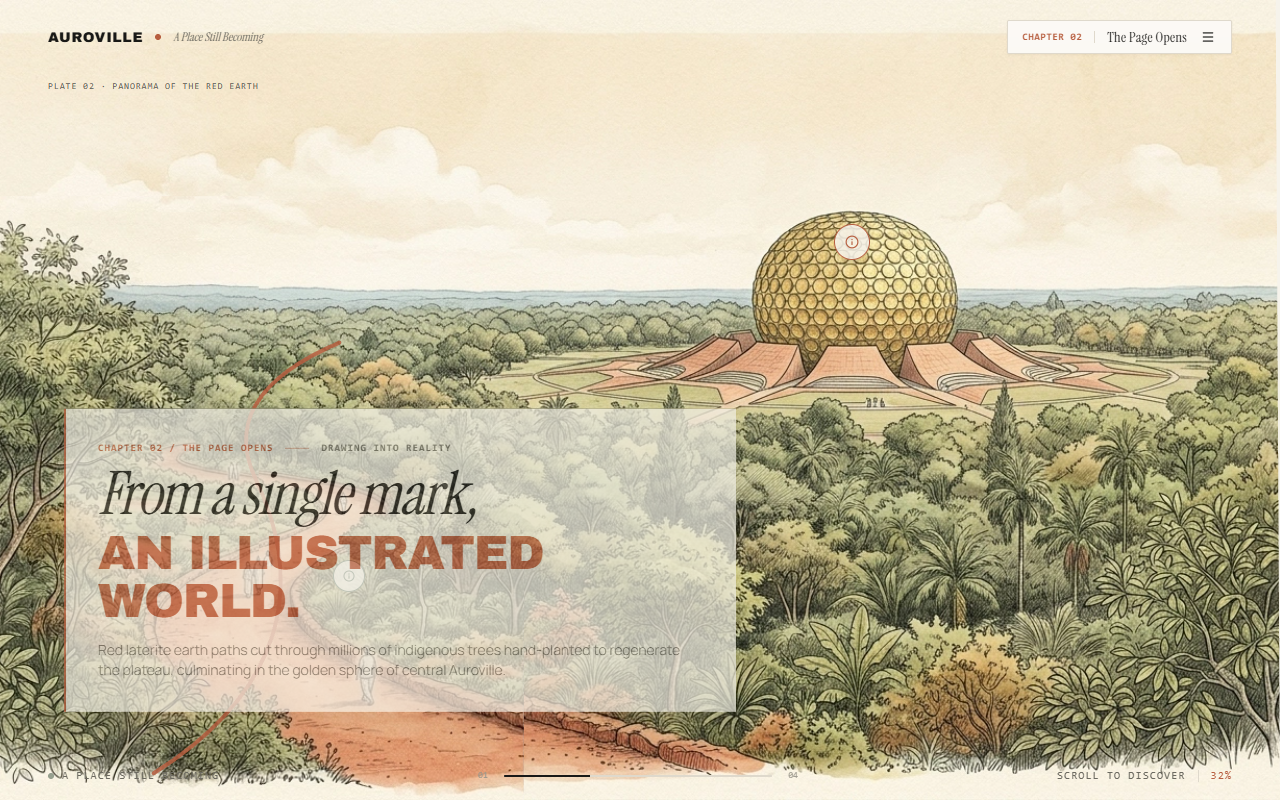 AUROVILLE
A Place Still Becoming
CHAPTER 02
The Page Opens
PLATE 02 · PANORAMA OF THE RED EARTH
CHAPTER 02 / THE PAGE OPENS
DRAWING INTO REALITY
From a single mark,
AN ILLUSTRATED
WORLD.
Red laterite earth paths cut through millions of indigenous trees hand-planted to regenerate
the plateau, culminating in the golden sphere of central Auroville.
A PLACE STILL BECOMING
01
04
SCROLL TO DISCOVER
32%